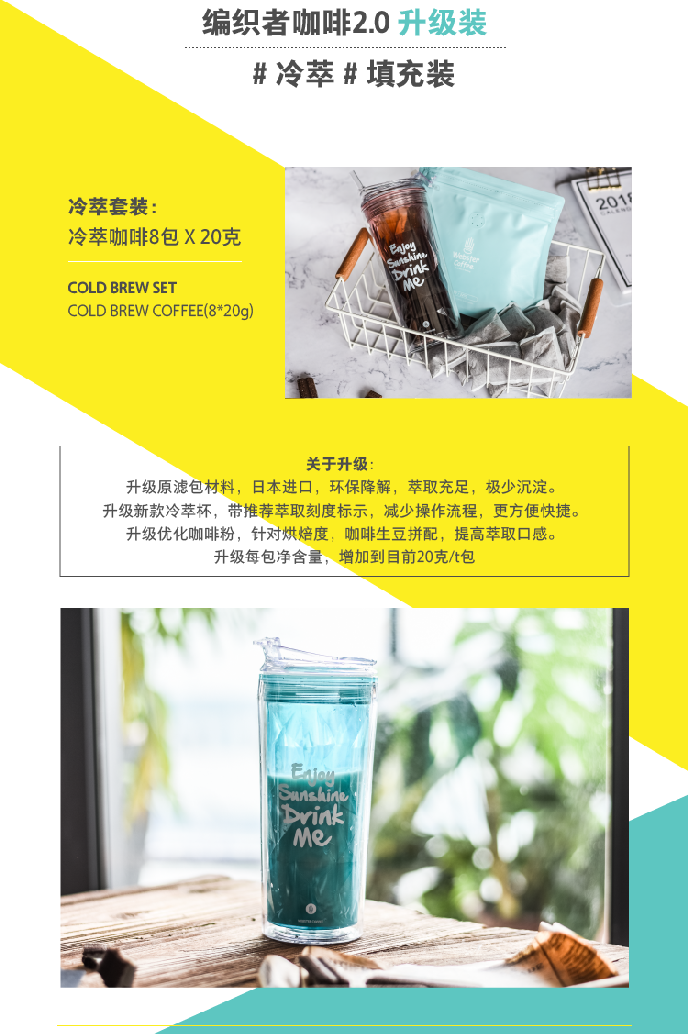 编织者咖啡2.0 升级装
# 冷萃 # 填充装
冷萃套装：
冷萃咖啡8包 X 20克
COLD BREW SET
COLD BREW COFFEE(8*20g)
Enjoy
Sunshine
Drink
Me
2018
CALENDAR
关于升级:
升级原滤包材料，日本进口，环保降解，萃取充足，极少沉淀。
升级新款冷萃杯，带推荐萃取刻度标示，减少操作流程，更方便快捷。
升级优化咖啡粉，针对烘焙度，咖啡生豆拼配，提高萃取口感。
升级每包净含量，增加到目前20克/t包
Enjoy
Sunshine
Drink
Me